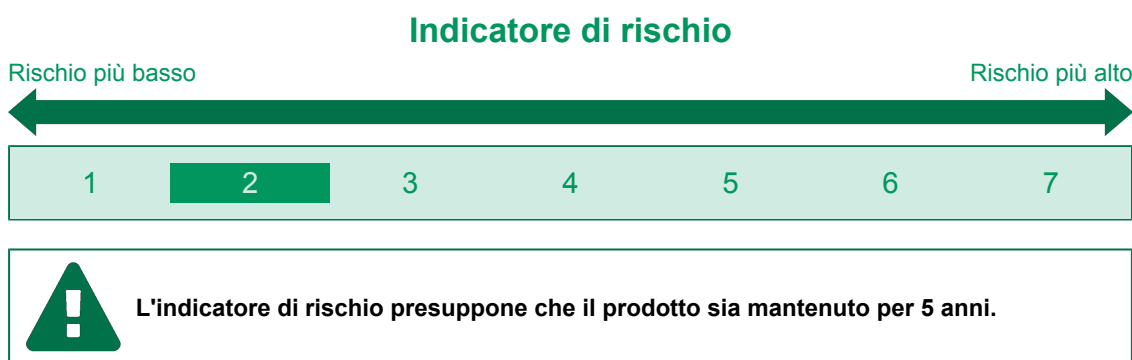 Indicatore di rischio
Rischio più basso Rischio più alto
1 2 3 4 5 6 7
L'indicatore di rischio presuppone che il prodotto sia mantenuto per 5 anni.